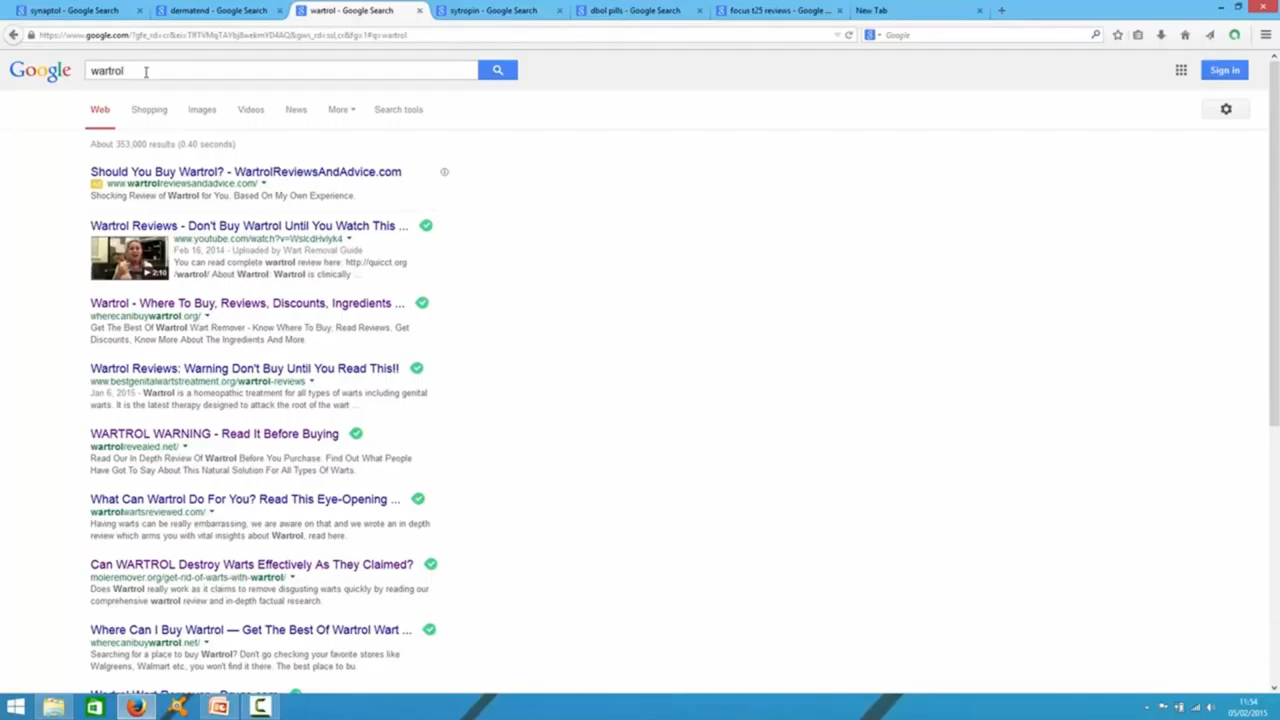 synaptol - Google Search
dermatend - Google Search
wartrol - Google Search
sytropin - Google Search
dbol pills - Google Search
focus t25 reviews - Google ...
New Tab
Google
Google
wartrol
Sign in
Web
Shopping
Images
Videos
News
More
Search tools
About 353,000 results (0.40 seconds)
Should You Buy Wartrol? - WartrolReviewsAndAdvice.com
www.wartrolreviewsandadvice.com/
Shocking Review of Wartrol for You. Based On My Own Experience.
Wartrol Reviews - Don't Buy Wartrol Until You Watch This ...
2:10
Feb 16, 2014 - Uploaded by Wart Removal Guide
You can read complete wartrol review here: http://quicct.org
/wartrol/ About Wartrol: Wartrol is clinically ...
Wartrol - Where To Buy, Reviews, Discounts, Ingredients ...
wherecanibuywartrol.org/
Get The Best Of Wartrol Wart Remover - Know Where To Buy, Read Reviews, Get
Discounts, Know More About The Ingredients And More.
Wartrol Reviews: Warning Don't Buy Until You Read This!!
www.bestgenitalwartstreatment.org/wartrol-reviews
Jan 6, 2015 - Wartrol is a homeopathic treatment for all types of warts including genital
warts. It is the latest therapy designed to attack the root of the wart ...
WARTROL WARNING - Read It Before Buying
wartrolrevealed.net/
Read Our In Depth Review Of Wartrol Before You Purchase. Find Out What People
Have Got To Say About This Natural Solution For All Types Of Warts.
What Can Wartrol Do For You? Read This Eye-Opening ...
wartrolwartsreviewed.com/
Having warts can be really embarrassing, we are aware on that and we wrote an in depth
review which arms you with vital insights about Wartrol, read here.
Can WARTROL Destroy Warts Effectively As They Claimed?
moleremover.org/get-rid-of-warts-with-wartrol/
Does Wartrol really work as it claims to remove disgusting warts quickly by reading our
comprehensive wartrol review and in-depth factual research.
Where Can I Buy Wartrol — Get The Best Of Wartrol Wart ...
wherecanibuywartrol.net/
Searching for a place to buy Wartrol? Don't go checking your favorite stores like
Walgreens, Walmart etc, you won't find it there. The best place to bu.
11:54
05/02/2015